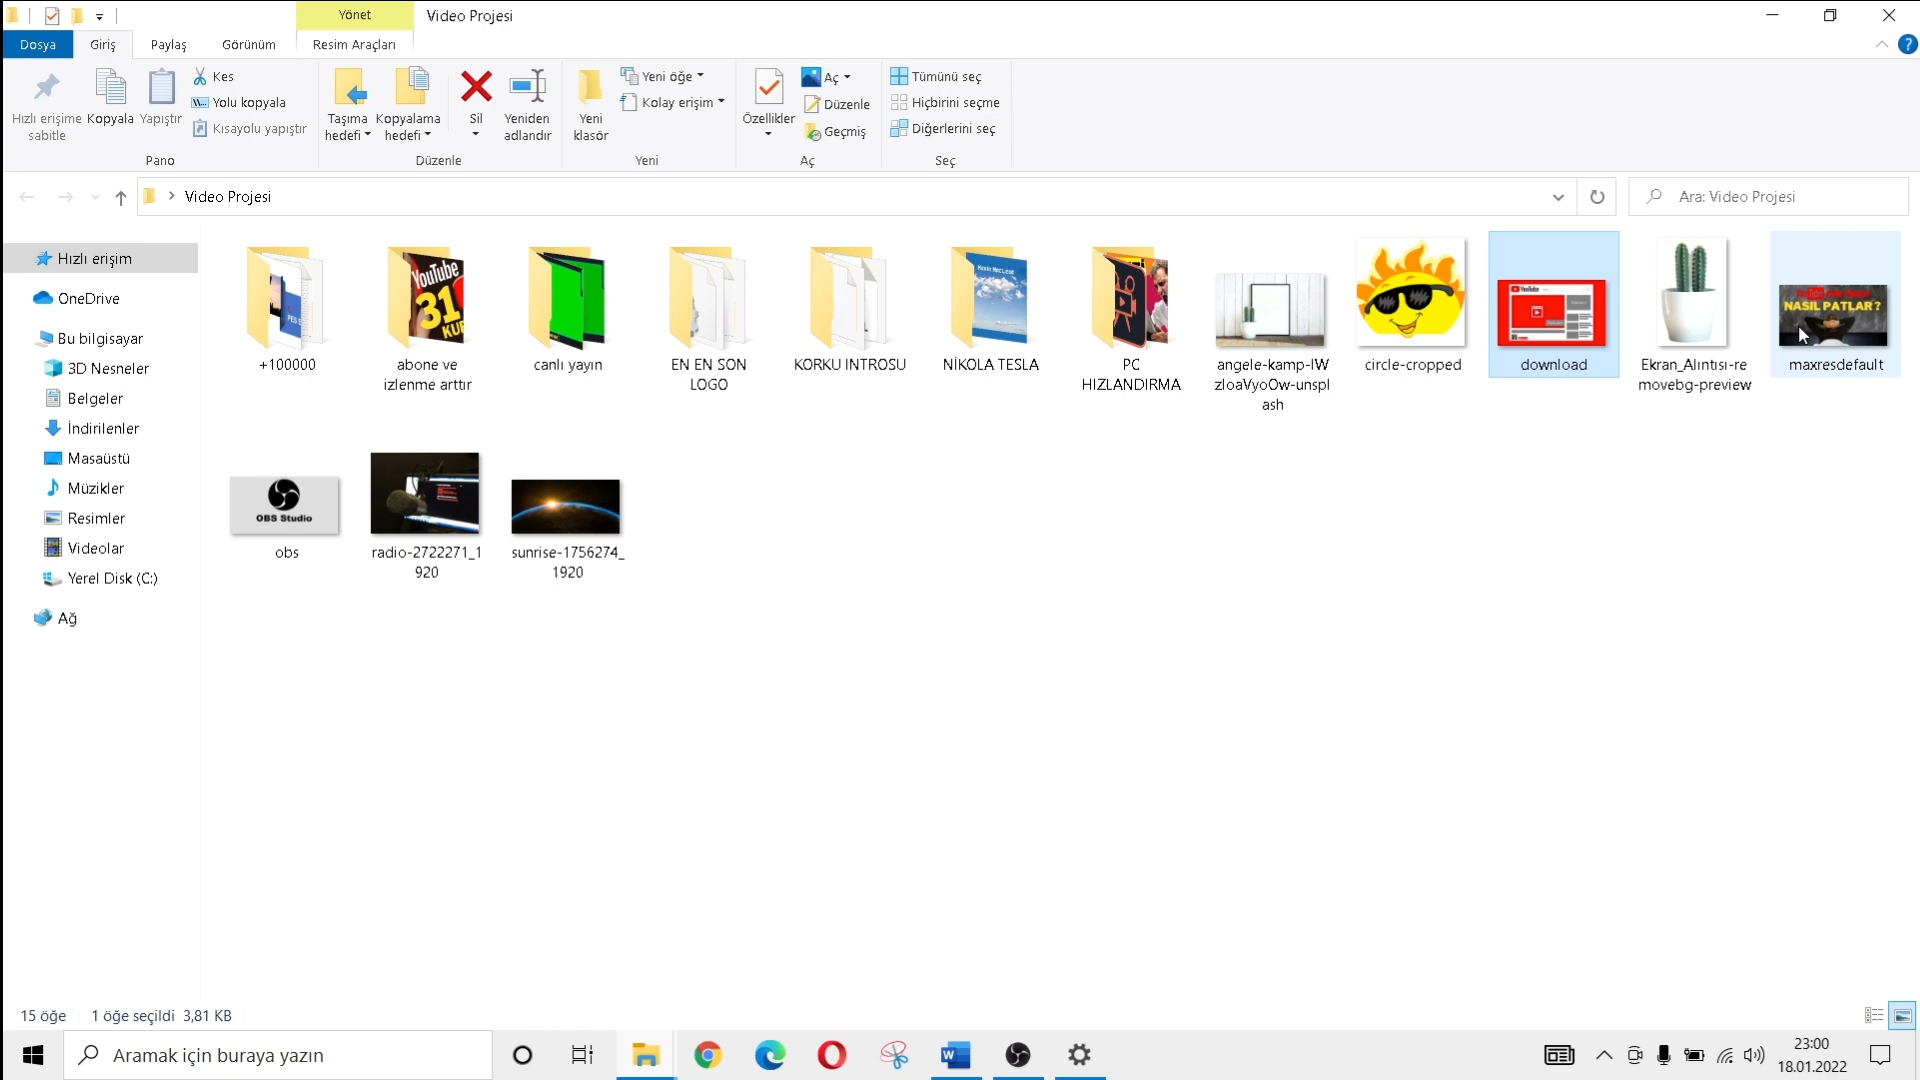 Yönet
Video Projesi
Dosya
Giriş
Paylaş
Görünüm
Resim Araçları
Hızlı erişime
sabitle
Kopyala
Yapıştır
Kes
Yolu kopyala
Kısayolu yapıştır
Pano
Taşıma
hedefi
Kopyalama
hedefi
Sil
Yeniden
adlandır
Düzenle
Yeni
klasör
Yeni öğe
Kolay erişim
Yeni
Özellikler
Aç
Düzenle
Geçmiş
Aç
Tümünü seç
Hiçbirini seçme
Diğerlerini seç
Seç
Video Projesi
Ara: Video Projesi
Hızlı erişim
OneDrive
Bu bilgisayar
3D Nesneler
Belgeler
İndirilenler
Masaüstü
Müzikler
Resimler
Videolar
Yerel Disk (C:)
Ağ
+100000
YouTube
31
abone ve
izlenme arttır
canlı yayın
EN EN SON
LOGO
KORKU INTROSU
NİKOLA TESLA
PC
HIZLANDIRMA
angele-kamp-IW
zloaVyoOw-unspl
ash
circle-cropped
YouTube
download
Ekran_Alıntısı-re
movebg-preview
NASIL PATLAR?
maxresdefault
OBS Studio
obs
radio-2722271_1
920
sunrise-1756274_
1920
15 öğe
1 öğe seçildi 3,81 KB
Aramak için buraya yazın
23:00
18.01.2022